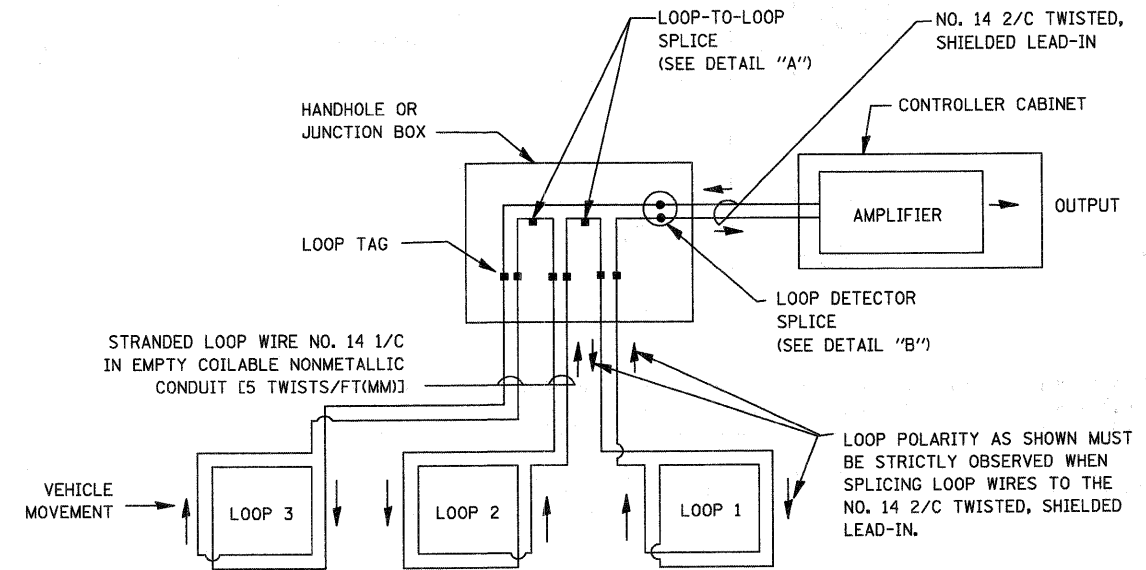 LOOP-TO-LOOP
SPLICE
(SEE DETAIL "A")
NO. 14 2/C TWISTED,
SHIELDED LEAD-IN
HANDHOLE OR
JUNCTION BOX
CONTROLLER CABINET
AMPLIFIER
OUTPUT
LOOP TAG
LOOP DETECTOR
SPLICE
(SEE DETAIL "B")
STRANDED LOOP WIRE NO. 14 1/C
IN EMPTY COILABLE NONMETALLIC
CONDUIT [5 TWISTS/FT(MM)]
LOOP POLARITY AS SHOWN MUST
BE STRICTLY OBSERVED WHEN
SPLICING LOOP WIRES TO THE
NO. 14 2/C TWISTED, SHIELDED
LEAD-IN.
VEHICLE
MOVEMENT
LOOP 3
LOOP 2
LOOP 1